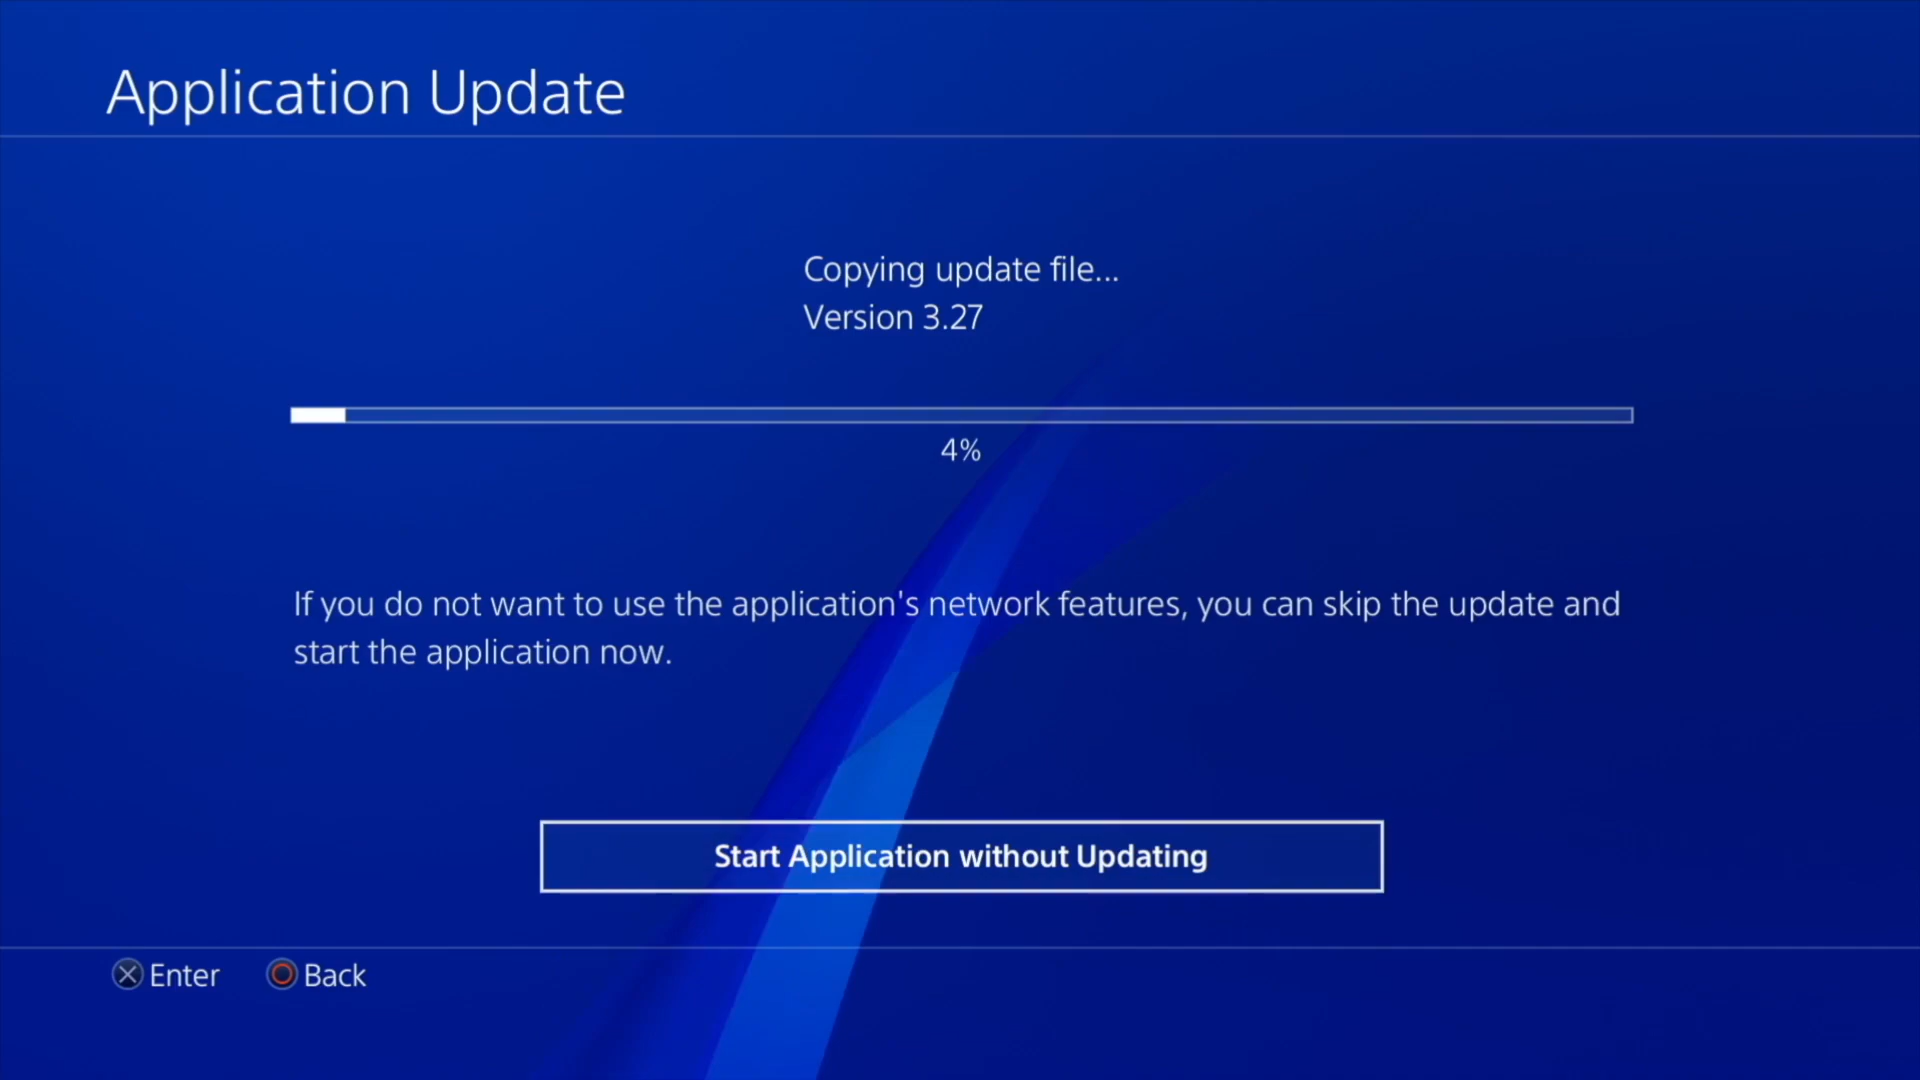 Application Update
Copying update file...
Version 3.27
4%
If you do not want to use the application's network features, you can skip the update and
start the application now.
Start Application without Updating
Enter Back